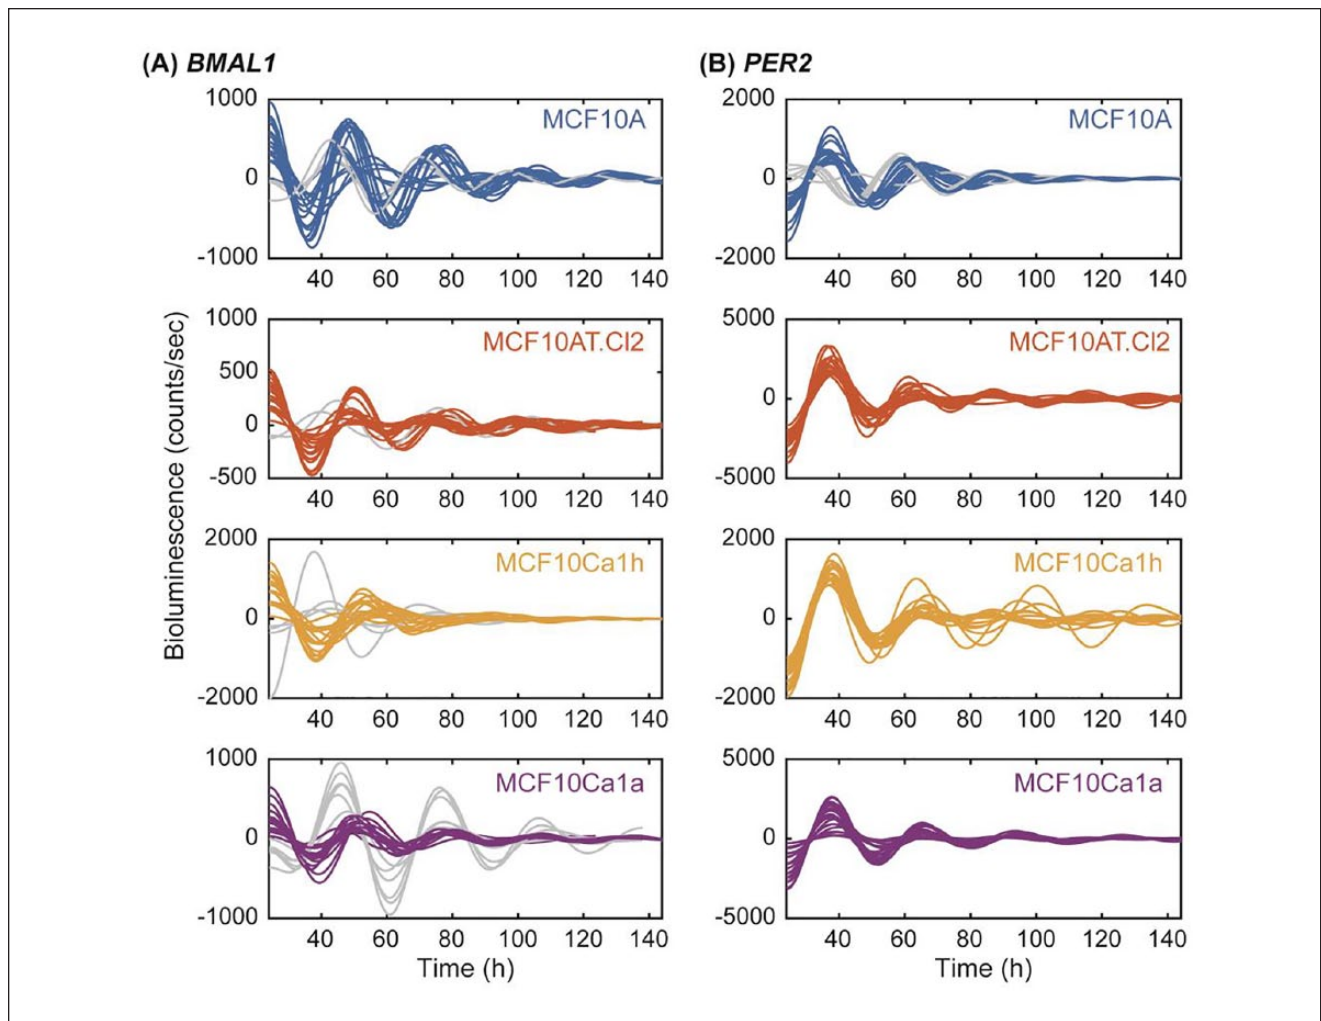 (A) BMAL1
(B) PER2
Bioluminescence (counts/sec)
1000
0
-1000
MCF10A
40 60 80 100 120 140
2000
0
-2000
MCF10A
40 60 80 100 120 140
1000
500
0
-500
MCF10AT.Cl2
40 60 80 100 120 140
5000
0
-5000
MCF10AT.Cl2
40 60 80 100 120 140
2000
0
-2000
MCF10Ca1h
40 60 80 100 120 140
2000
0
-2000
MCF10Ca1h
40 60 80 100 120 140
1000
0
-1000
MCF10Ca1a
40 60 80 100 120 140
Time (h)
5000
0
-5000
MCF10Ca1a
40 60 80 100 120 140
Time (h)